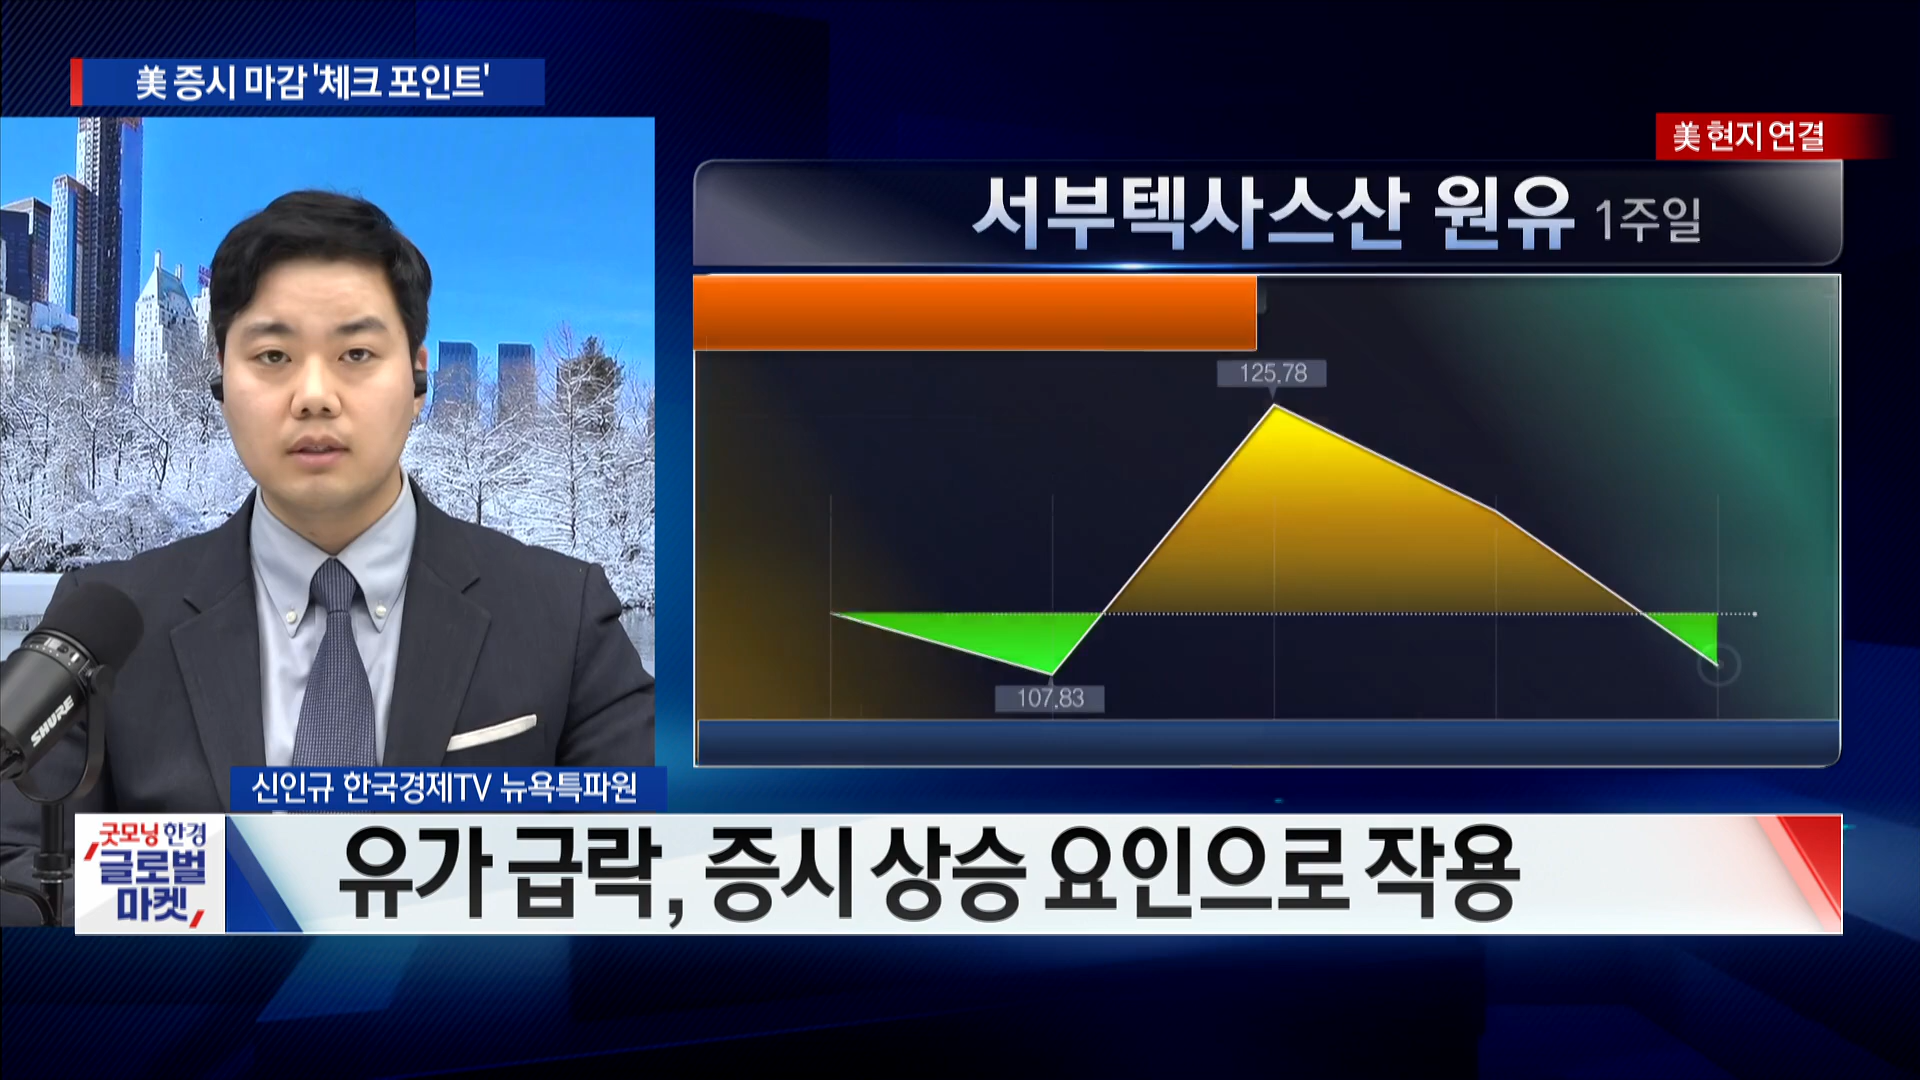 美 증시 마감 '체크 포인트'
美 현지 연결
서부텍사스산 원유 1주일
125.78
107.83
SHURE
신인규 한국경제TV 뉴욕특파원
굿모닝 한경
글로벌
마켓
유가 급락, 증시 상승 요인으로 작용